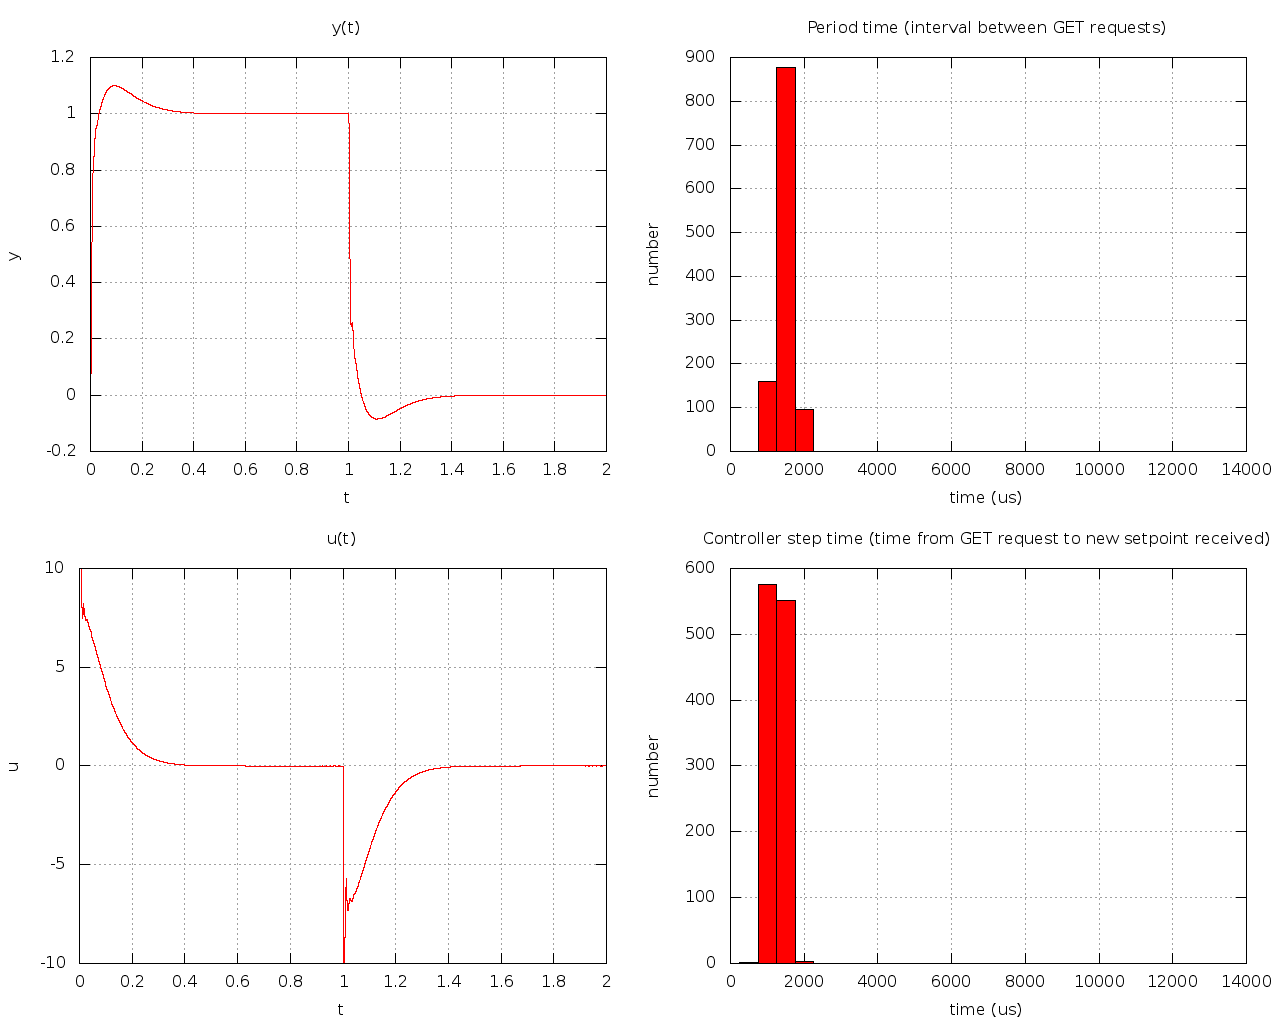 y(t)
1.2
1
0.8
0.6
0.4
0.2
0
-0.2
y
0 0.2 0.4 0.6 0.8 1 1.2 1.4 1.6 1.8 2
t
Period time (interval between GET requests)
900
800
700
600
500
400
300
200
100
0
number
0 2000 4000 6000 8000 10000 12000 14000
time (us)
u(t)
10
5
0
-5
-10
u
0 0.2 0.4 0.6 0.8 1 1.2 1.4 1.6 1.8 2
t
Controller step time (time from GET request to new setpoint received)
600
500
400
300
200
100
0
number
0 2000 4000 6000 8000 10000 12000 14000
time (us)